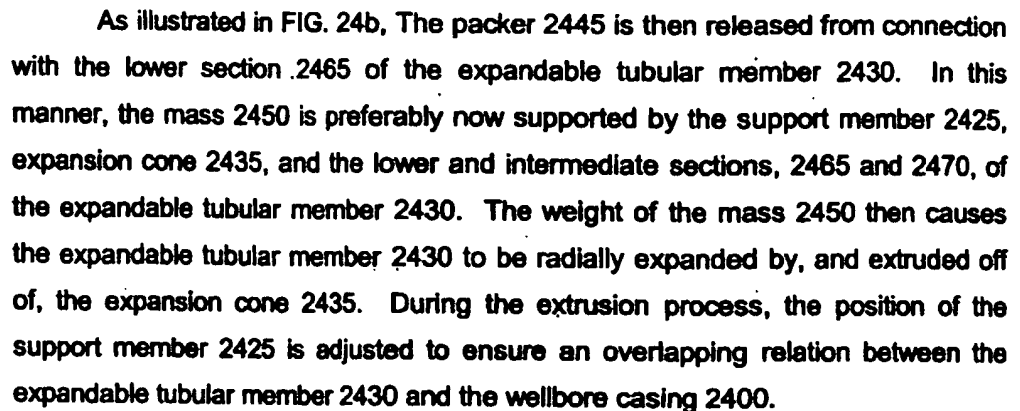 As illustrated in FIG. 24b, The packer 2445 is then released from connection
with the lower section .2465 of the expandable tubular member 2430. In this
manner, the mass 2450 is preferably now supported by the support member 2425,
expansion cone 2435, and the lower and intermediate sections, 2465 and 2470, of
the expandable tubular member 2430. The weight of the mass 2450 then causes
the expandable tubular member 2430 to be radially expanded by, and extruded off
of, the expansion cone 2435. During the extrusion process, the position of the
support member 2425 is adjusted to ensure an overlapping relation between the
expandable tubular member 2430 and the wellbore casing 2400.